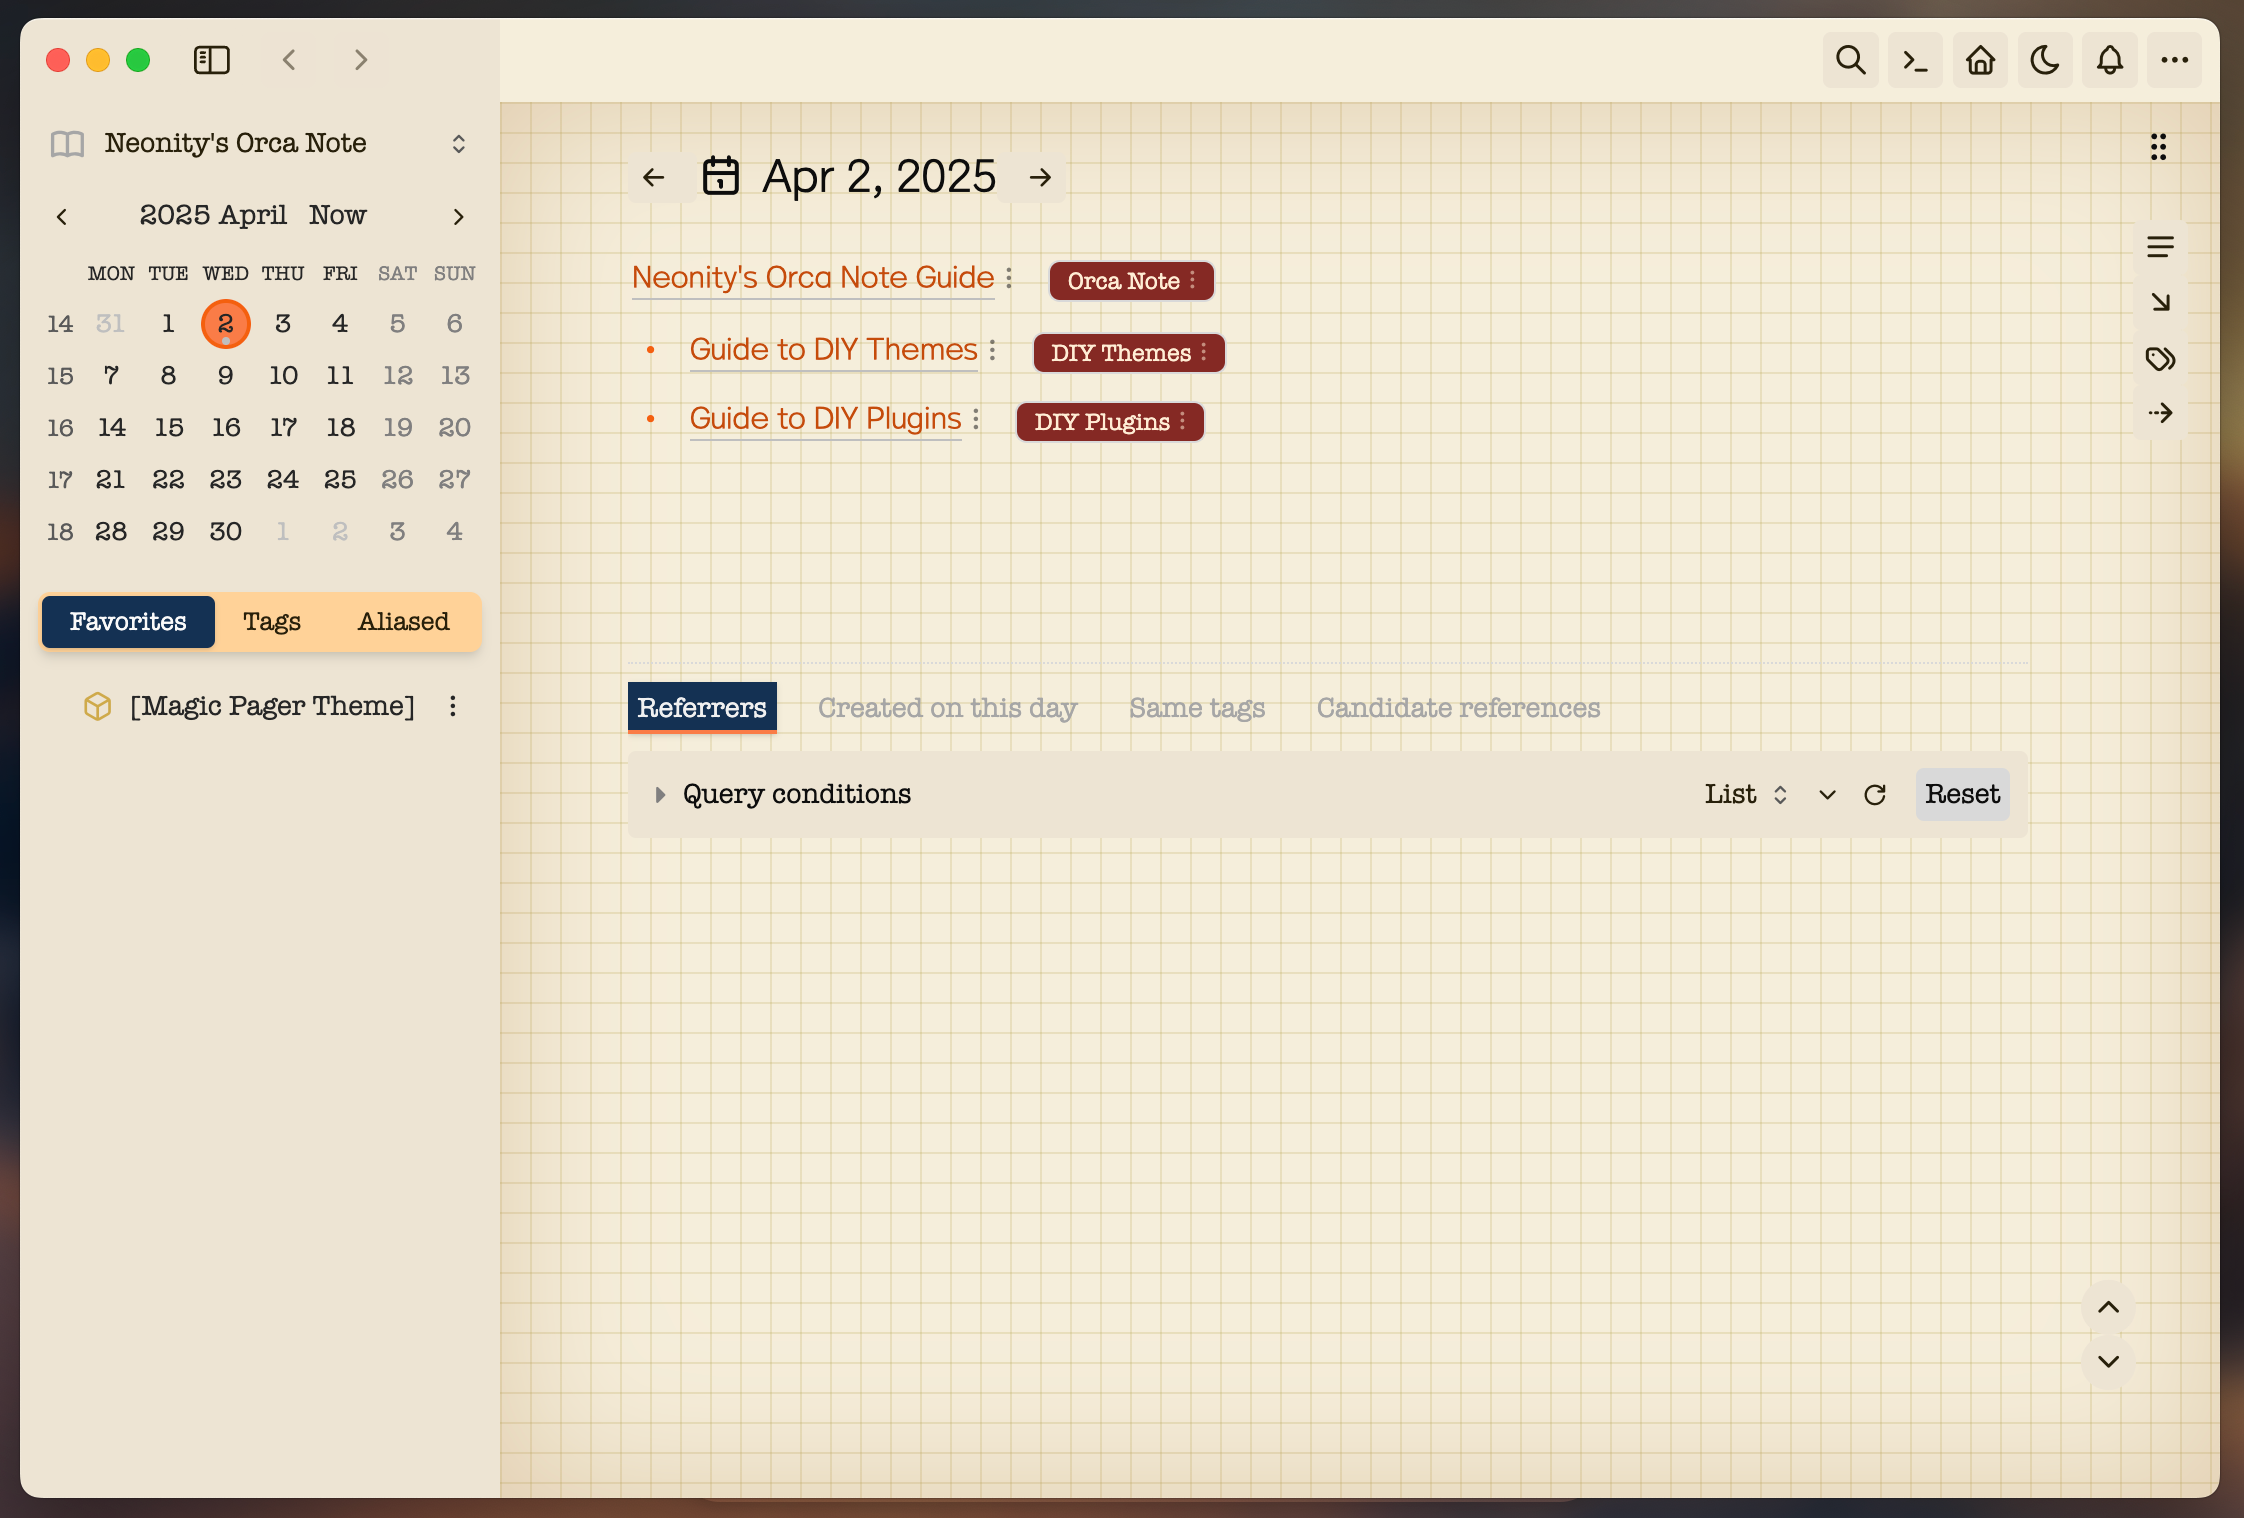 Neonity's Orca Note
2025 April Now
MON TUE WED THU FRI SAT SUN
14 31 1 2 3 4 5 6
15 7 8 9 10 11 12 13
16 14 15 16 17 18 19 20
17 21 22 23 24 25 26 27
18 28 29 30 1 2 3 4
Favorites Tags Aliased
[Magic Pager Theme]
Apr 2, 2025
Neonity's Orca Note Guide Orca Note
Guide to DIY Themes DIY Themes
Guide to DIY Plugins DIY Plugins
Referrers Created on this day Same tags Candidate references
Query conditions List Reset